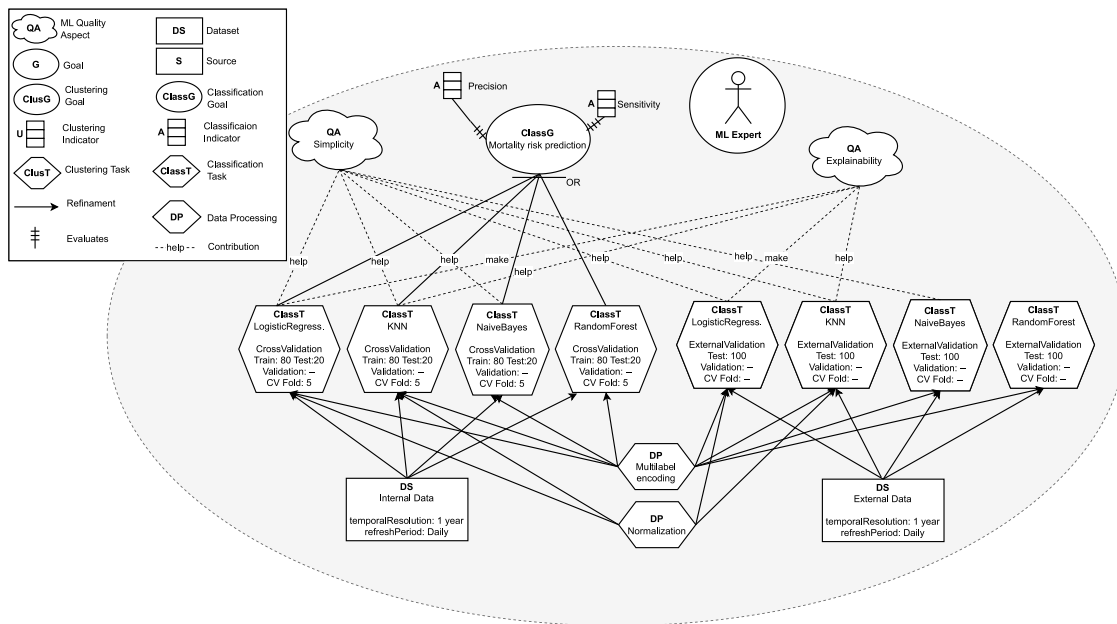 QA
ML Quality
Aspect
DS
Dataset
G
Goal
S
Source
ClusG
Clustering
Goal
ClassG
Classification
Goal
U
Clustering
Indicator
A
Classificaion
Indicator
ClusT
Clustering Task
ClassT
Classification
Task
Refinament
DP
Data Processing
Evaluates
help
Contribution
A
Precision
A
Sensitivity
ML Expert
QA
Simplicity
ClassG
Mortality risk prediction
OR
QA
Explainability
help
help
help
make
help
help
help
make
help
help
ClassT
LogisticRegress.
CrossValidation
Train: 80 Test:20
Validation: –
CV Fold: 5
ClassT
KNN
CrossValidation
Train: 80 Test:20
Validation: –
CV Fold: 5
ClassT
NaiveBayes
CrossValidation
Train: 80 Test:20
Validation: –
CV Fold: 5
ClassT
RandomForest
CrossValidation
Train: 80 Test:20
Validation: –
CV Fold: 5
ClassT
LogisticRegress.
ExternalValidation
Test: 100
Validation: –
CV Fold: –
ClassT
KNN
ExternalValidation
Test: 100
Validation: –
CV Fold: –
ClassT
NaiveBayes
ExternalValidation
Test: 100
Validation: –
CV Fold: –
ClassT
RandomForest
ExternalValidation
Test: 100
Validation: –
CV Fold: –
DP
Multilabel
encoding
DS
Internal Data
temporalResolution: 1 year
refreshPeriod: Daily
DP
Normalization
DS
External Data
temporalResolution: 1 year
refreshPeriod: Daily